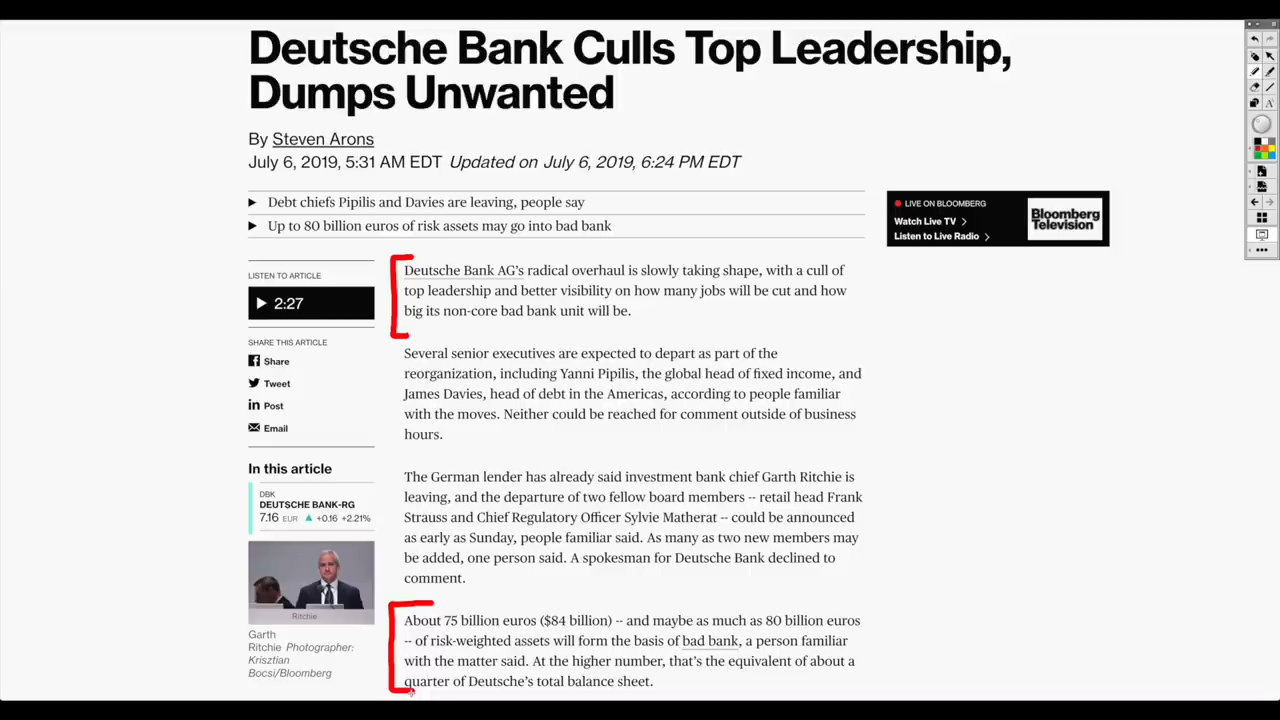 Deutsche Bank Culls Top Leadership,
Dumps Unwanted
By Steven Arons
July 6, 2019, 5:31 AM EDT Updated on July 6, 2019, 6:24 PM EDT
Debt chiefs Pipilis and Davies are leaving, people say
Up to 80 billion euros of risk assets may go into bad bank
LIVE ON BLOOMBERG
Watch Live TV >
Listen to Live Radio >
Bloomberg
Television
LISTEN TO ARTICLE
2:27
SHARE THIS ARTICLE
Share
Tweet
Post
Email
In this article
DBK
DEUTSCHE BANK-RG
7.16 EUR ▲ +0.16 +2.21%
Ritchie
Garth
Ritchie Photographer:
Krisztian
Bocsi/Bloomberg
Deutsche Bank AG's radical overhaul is slowly taking shape, with a cull of
top leadership and better visibility on how many jobs will be cut and how
big its non-core bad bank unit will be.
Several senior executives are expected to depart as part of the
reorganization, including Yanni Pipilis, the global head of fixed income, and
James Davies, head of debt in the Americas, according to people familiar
with the moves. Neither could be reached for comment outside of business
hours.
The German lender has already said investment bank chief Garth Ritchie is
leaving, and the departure of two fellow board members -- retail head Frank
Strauss and Chief Regulatory Officer Sylvie Matherat -- could be announced
as early as Sunday, people familiar said. As many as two new members may
be added, one person said. A spokesman for Deutsche Bank declined to
comment.
About 75 billion euros ($84 billion) -- and maybe as much as 80 billion euros
-- of risk-weighted assets will form the basis of bad bank, a person familiar
with the matter said. At the higher number, that's the equivalent of about a
quarter of Deutsche's total balance sheet.